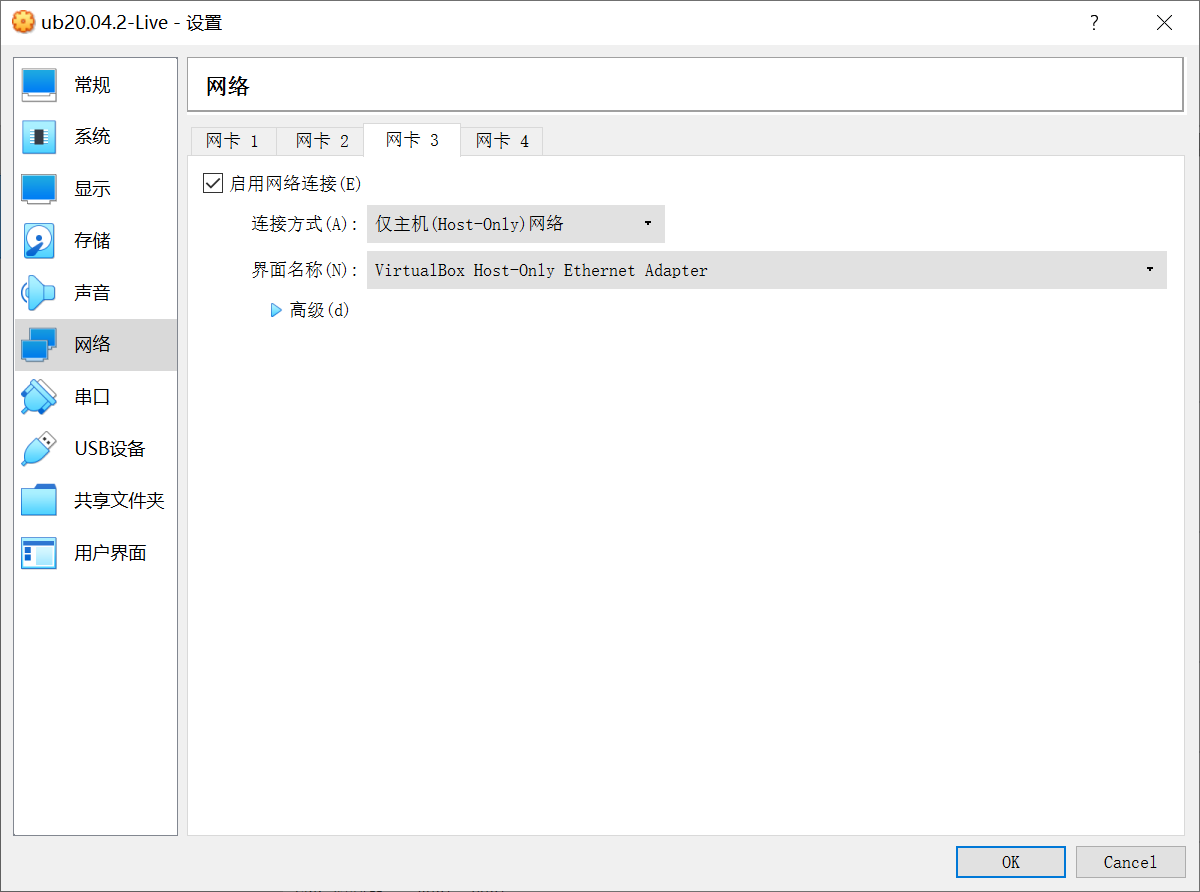 ub20.04.2-Live - 设置
?
常规
系统
显示
存储
声音
网络
串口
USB设备
共享文件夹
用户界面
网络
网卡 1 网卡 2 网卡 3 网卡 4
启用网络连接(E)
连接方式(A): 仅主机(Host-Only)网络
界面名称(N): VirtualBox Host-Only Ethernet Adapter
高级(d)
OK Cancel